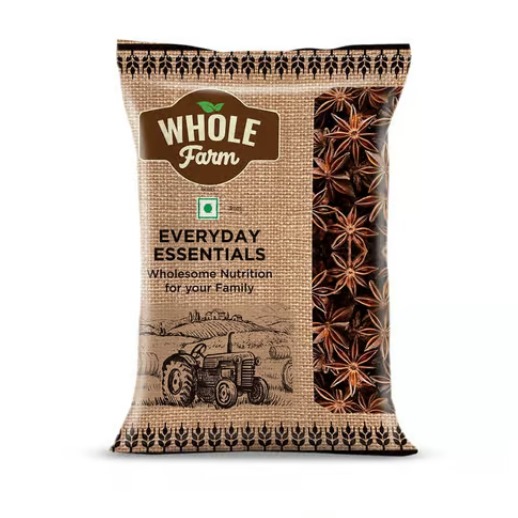 WHOLE
Farm
EVERYDAY
ESSENTIALS
Wholesome Nutrition
for your Family